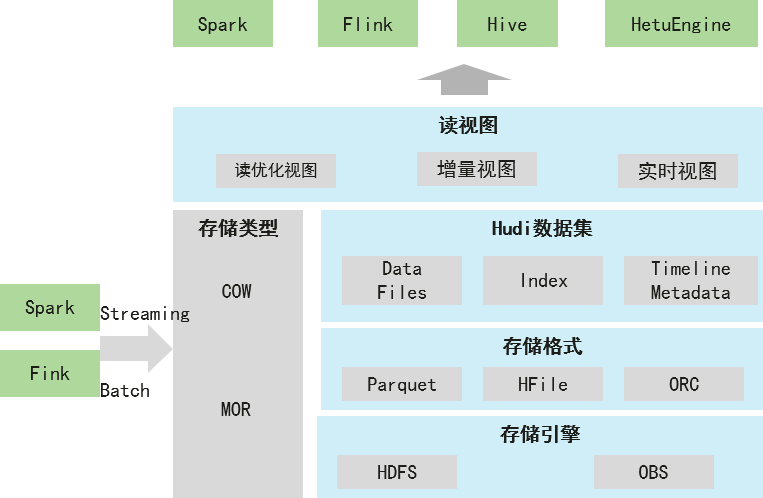 Spark
Flink
Hive
HetuEngine
读视图
读优化视图
增量视图
实时视图
存储类型
COW
MOR
Hudi数据集
Data
Files
Index
Timeline
Metadata
Spark
Streaming
Fink
Batch
存储格式
Parquet
HFile
ORC
存储引擎
HDFS
OBS